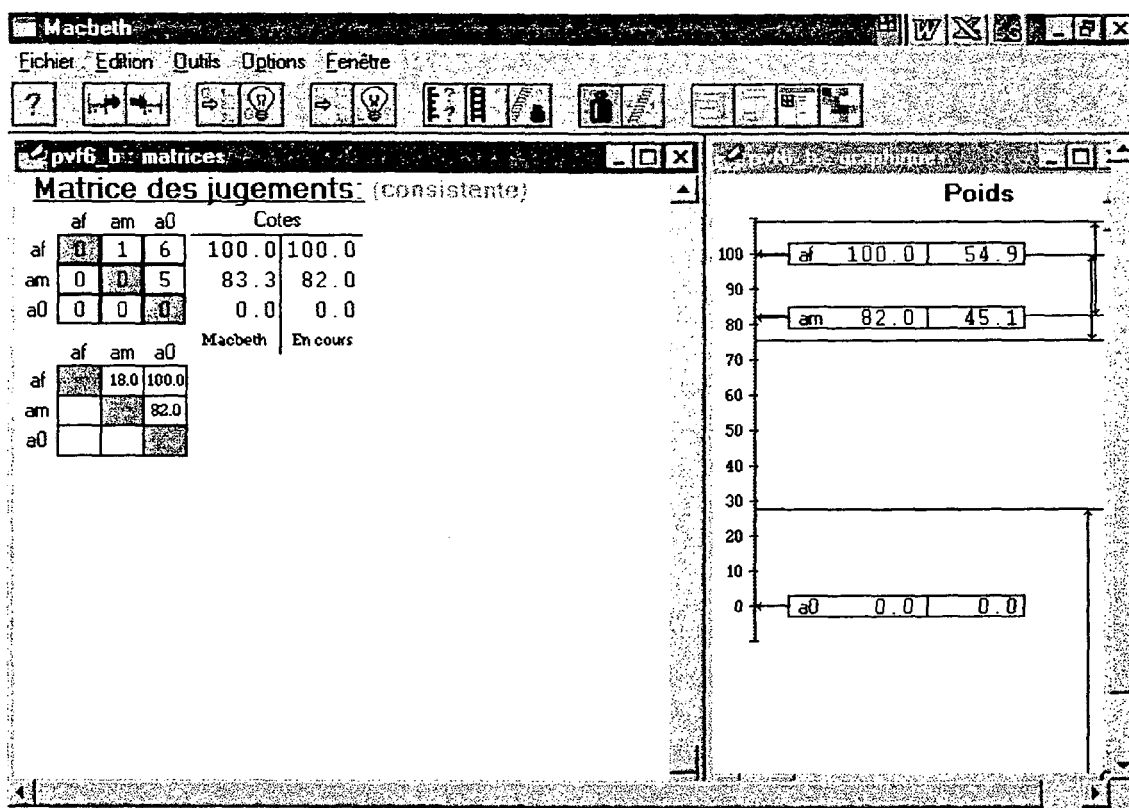 Macbeth
Fichier Edition Outils Options Fenêtre
pvf6_b : matrices
Matrice des jugements: (consistente)
af am a0 Cotes
af 0 1 6 100.0 100.0
am 0 0 5 83.3 82.0
a0 0 0 0 0.0 0.0
Macbeth En cours
af am a0
af 18.0 100.0
am 82.0
a0
pvf6_b : graphique
Poids
100 af 100.0 54.9
90
80 am 82.0 45.1
70
60
50
40
30
20
10
0 a0 0.0 0.0